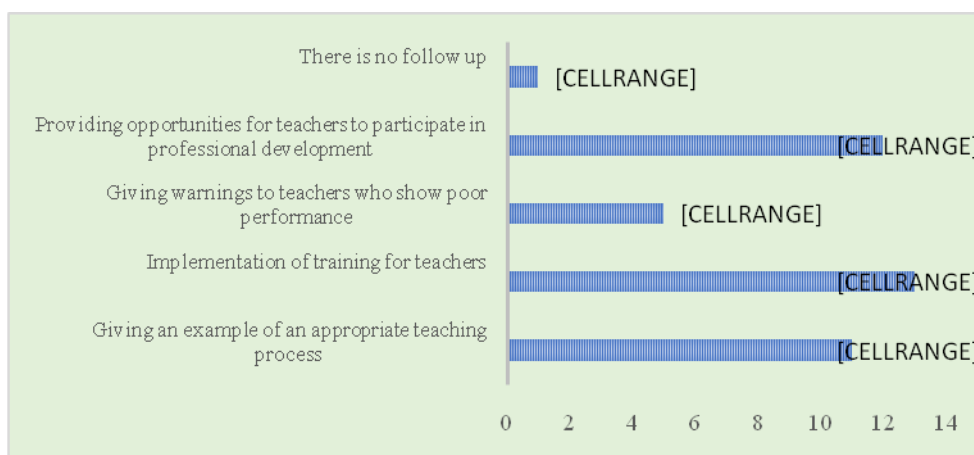 There is no follow up
[CELLRANGE]
Providing opportunities for teachers to participate in
professional development
[CELLRANGE]
Giving warnings to teachers who show poor
performance
[CELLRANGE]
Implementation of training for teachers
[CELLRANGE]
Giving an example of an appropriate teaching
process
[CELLRANGE]
0 2 4 6 8 10 12 14